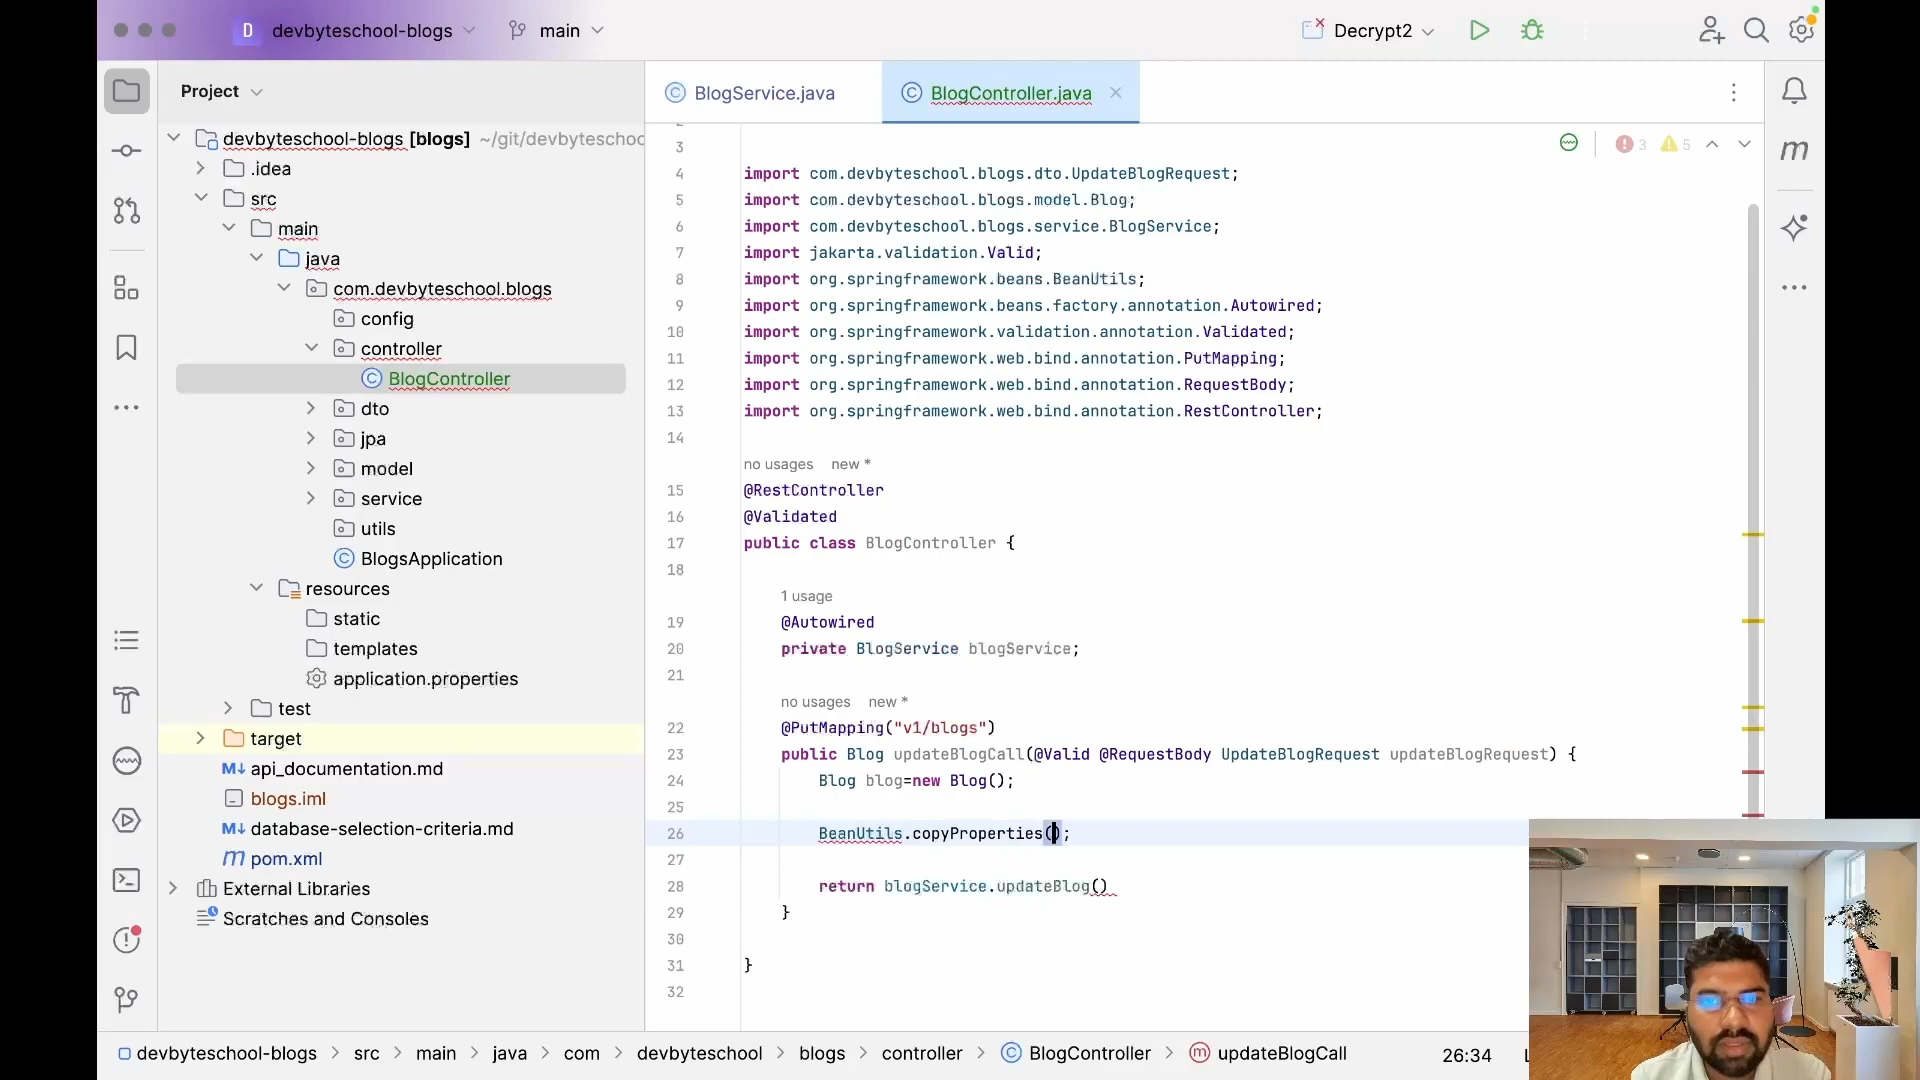 D devbyteschool-blogs main Decrypt2
Project
BlogService.java BlogController.java
devbyteschool-blogs [blogs] ~/git/devbyteschoo
.idea
src
main
java
com.devbyteschool.blogs
config
controller
BlogController
dto
jpa
model
service
utils
BlogsApplication
resources
static
templates
application.properties
test
target
M↓ api_documentation.md
blogs.iml
M↓ database-selection-criteria.md
m pom.xml
External Libraries
Scratches and Consoles
3 5
3
4 import com.devbyteschool.blogs.dto.UpdateBlogRequest;
5 import com.devbyteschool.blogs.model.Blog;
6 import com.devbyteschool.blogs.service.BlogService;
7 import jakarta.validation.Valid;
8 import org.springframework.beans.BeanUtils;
9 import org.springframework.beans.factory.annotation.Autowired;
10 import org.springframework.validation.annotation.Validated;
11 import org.springframework.web.bind.annotation.PutMapping;
12 import org.springframework.web.bind.annotation.RequestBody;
13 import org.springframework.web.bind.annotation.RestController;
14
no usages new *
15 @RestController
16 @Validated
17 public class BlogController {
18
1 usage
19 @Autowired
20 private BlogService blogService;
21
no usages new *
22 @PutMapping("v1/blogs")
23 public Blog updateBlogCall(@Valid @RequestBody UpdateBlogRequest updateBlogRequest) {
24 Blog blog=new Blog();
25
26 BeanUtils.copyProperties();
27
28 return blogService.updateBlog()
29 }
30
31 }
32
devbyteschool-blogs > src > main > java > com > devbyteschool > blogs > controller > BlogController > updateBlogCall 26:34